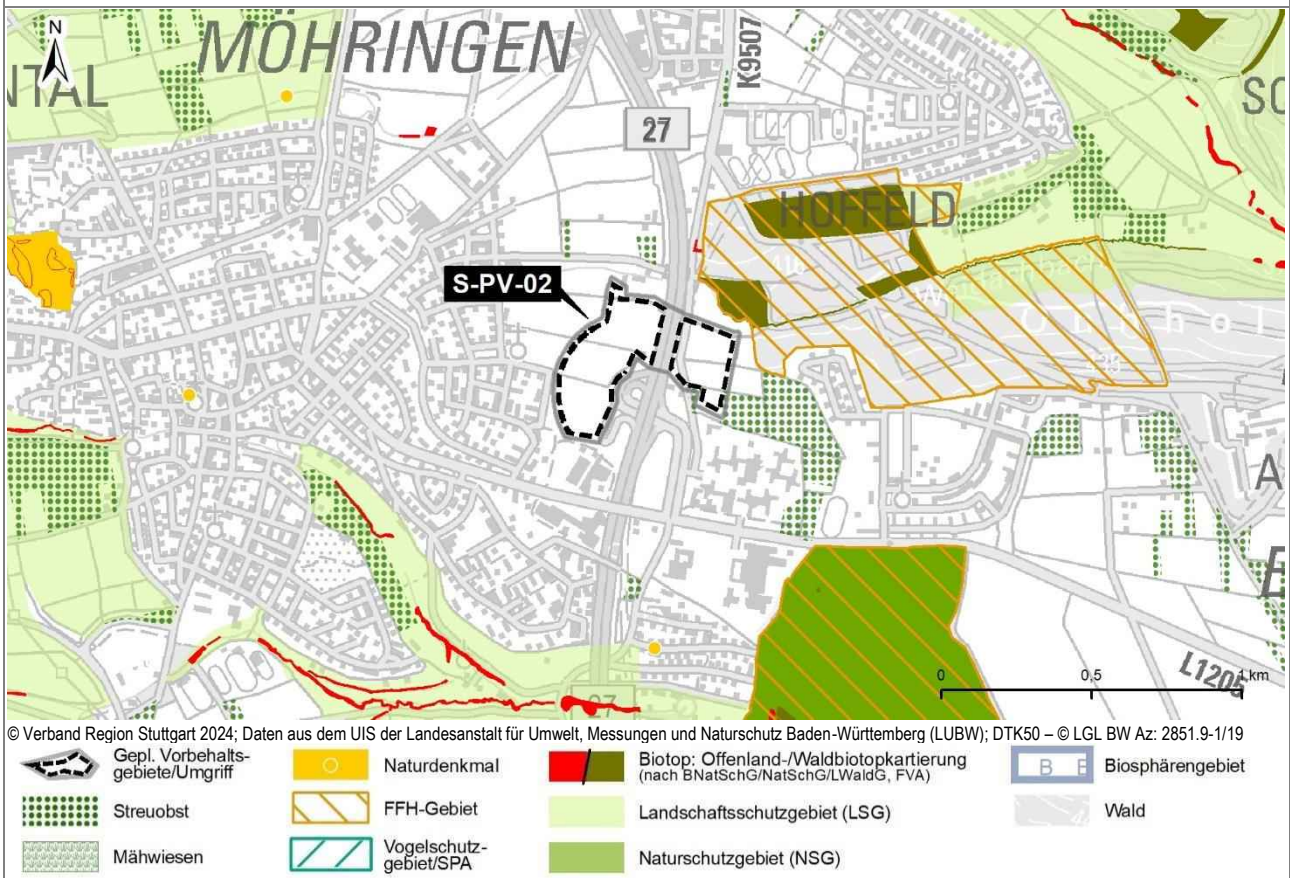 N
MÖHRINGEN
NTAL
K9507
SC
27
HOFFELD
416
S-PV-02
425
A
E
27
L1205
0 0,5 1 km
© Verband Region Stuttgart 2024; Daten aus dem UIS der Landesanstalt für Umwelt, Messungen und Naturschutz Baden-Württemberg (LUBW); DTK50 – © LGL BW Az: 2851.9-1/19
Gepl. Vorbehalts-
gebiete/Umgriff
Naturdenkmal
Biotop: Offenland-/Waldbiotopkartierung
(nach BNatSchG/NatSchG/LWaldG, FVA)
B B
Biosphärengebiet
Streuobst
FFH-Gebiet
Landschaftsschutzgebiet (LSG)
Wald
Mähwiesen
Vogelschutz-
gebiet/SPA
Naturschutzgebiet (NSG)